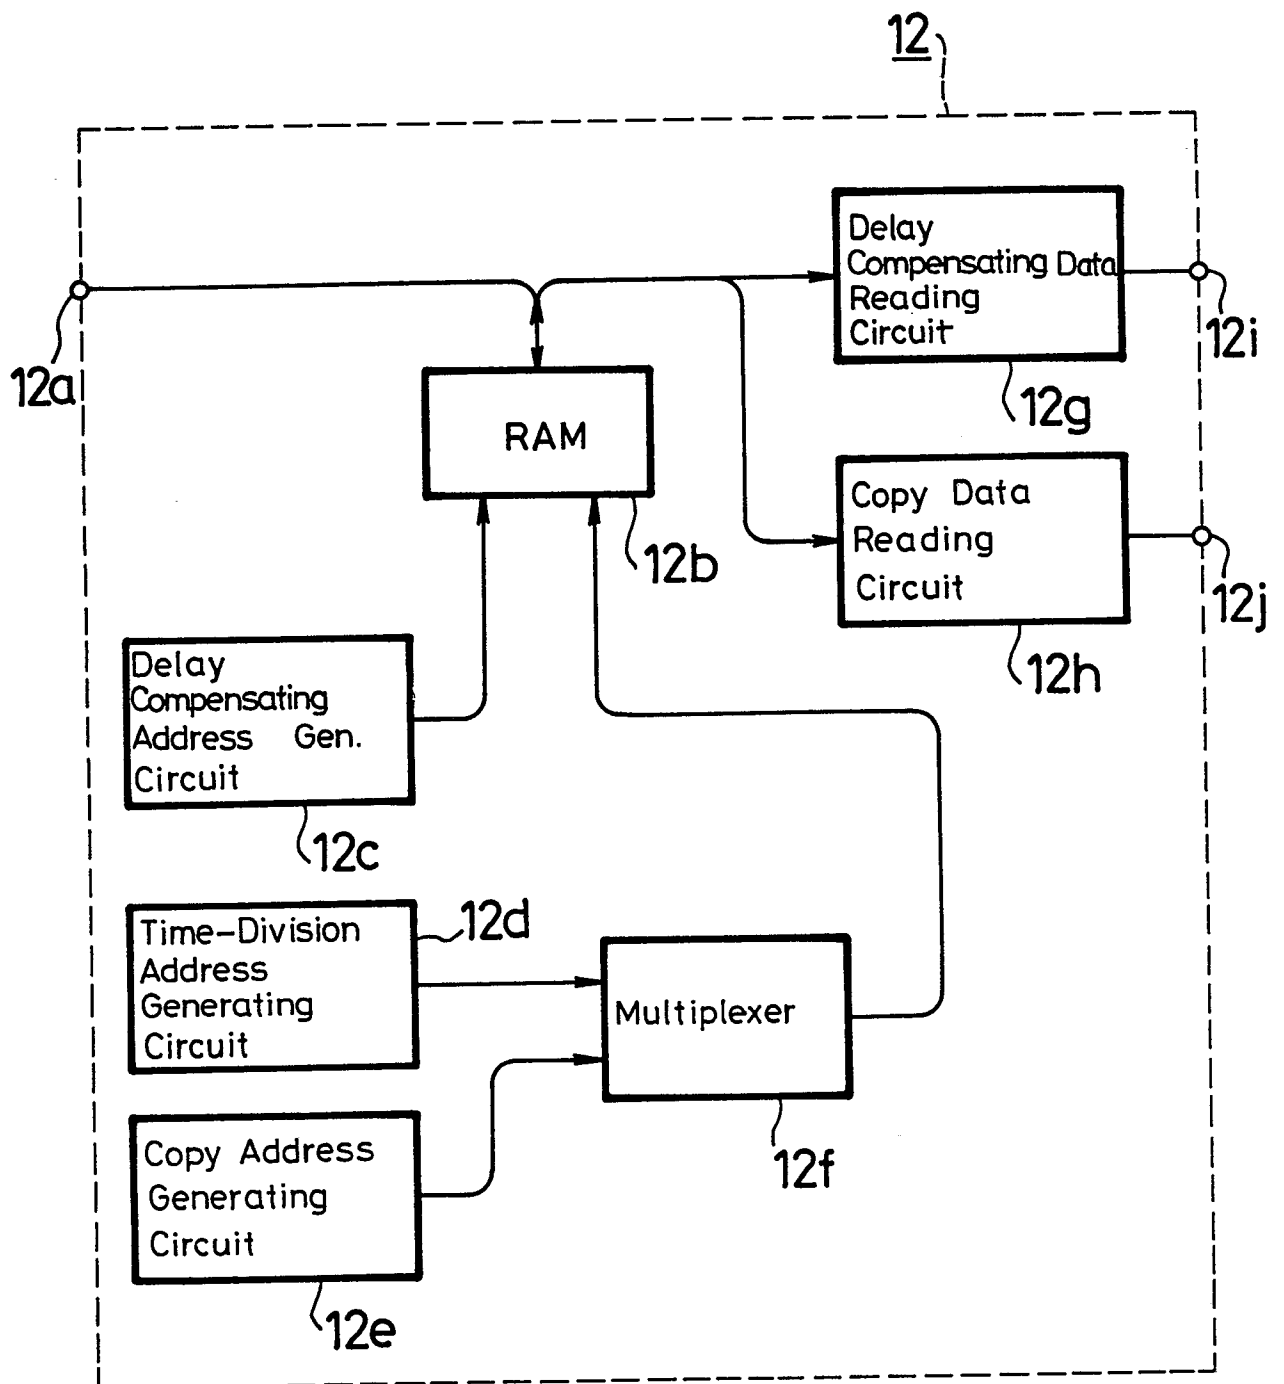 12
Delay
Compensating Data
Reading
Circuit
12a
12i
12g
RAM
12b
Copy Data
Reading
Circuit
12j
12h
Delay
Compensating
Address Gen.
Circuit
12c
Time-Division
Address
Generating
Circuit
12d
Multiplexer
12f
Copy Address
Generating
Circuit
12e